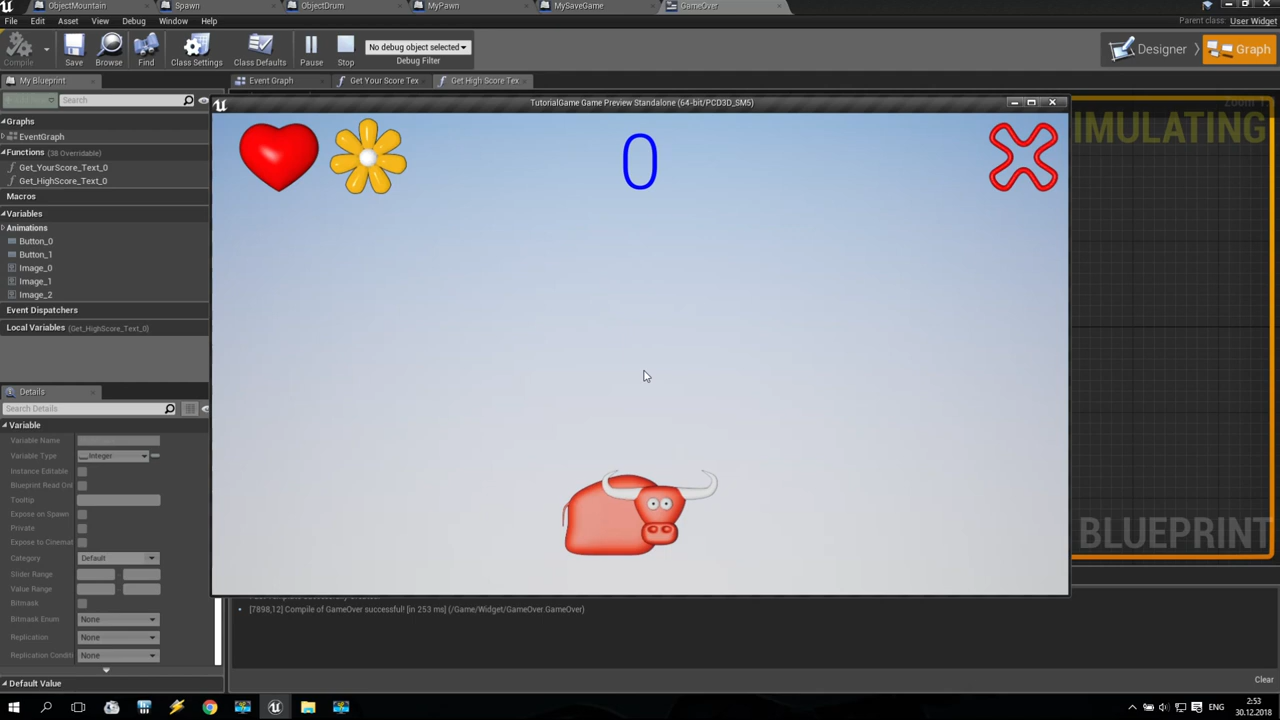 ObjectMountain Spawn ObjectDrum MyPawn MySaveGame GameOver
File Edit Asset View Debug Window Help
Parent class: User Widget
Compile Save Browse Find Class Settings Class Defaults Pause Stop
No debug object selected
Debug Filter
Designer Graph
My Blueprint
Event Graph Get Your Score Tex Get High Score Tex
Search
TutorialGame Game Preview Standalone (64-bit/PCD3D_SM5)
Graphs
EventGraph
Functions (38 Overridable)
Get_YourScore_Text_0
Get_HighScore_Text_0
Macros
Variables
Animations
Button_0
Button_1
Image_0
Image_1
Image_2
Event Dispatchers
Local Variables (Get_HighScore_Text_0)
0
IMULATING
BLUEPRINT
Details
Search Details
Variable
Variable Name
Variable Type Integer
Instance Editable
Blueprint Read Onl
Tooltip
Expose on Spawn
Private
Expose to Cinemat
Category Default
Slider Range
Value Range
Bitmask
Bitmask Enum None
Replication None
Replication Conditi None
Default Value
[7898,12] Compile of GameOver successful! [in 253 ms] (/Game/Widget/GameOver.GameOver)
Clear
ENG
2:53
30.12.2018